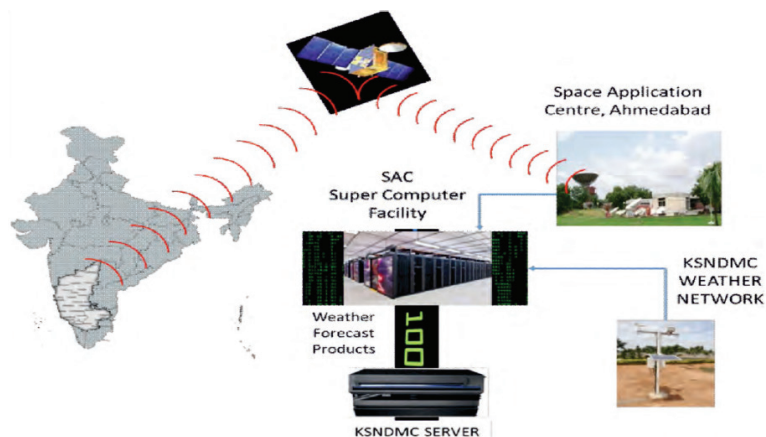 Space Application
Centre, Ahmedabad
SAC
Super Computer
Facility
KSNDMC
WEATHER
NETWORK
Weather
Forecast
Products
100
KSNDMC SERVER